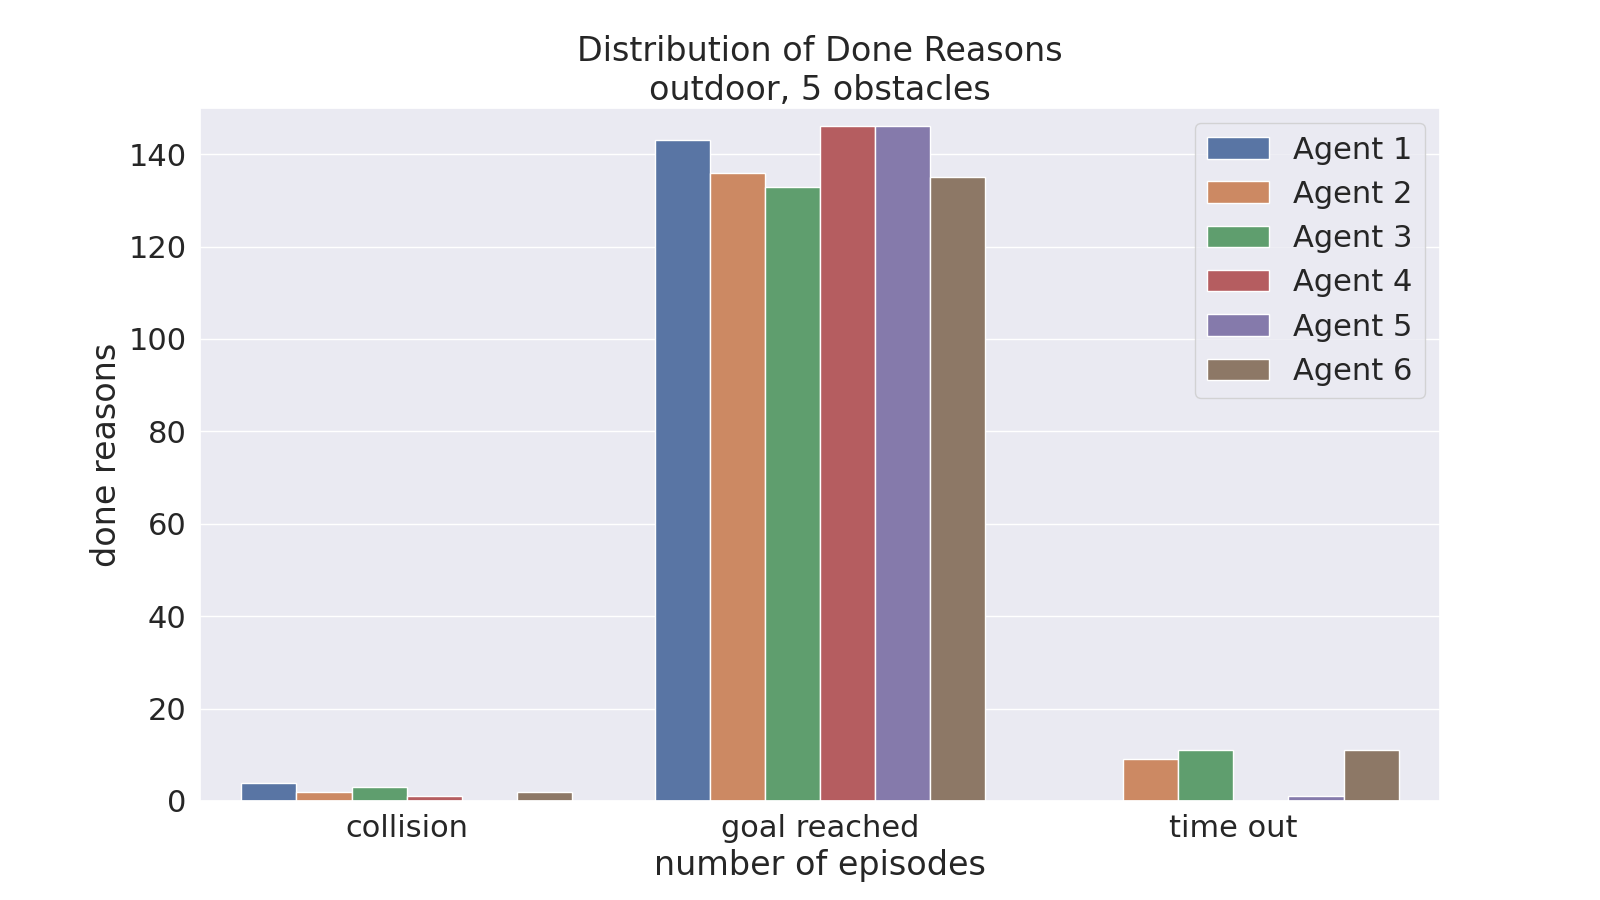 Distribution of Done Reasons
outdoor, 5 obstacles
done reasons
140
120
100
80
60
40
20
0
Agent 1
Agent 2
Agent 3
Agent 4
Agent 5
Agent 6
collision
goal reached
time out
number of episodes